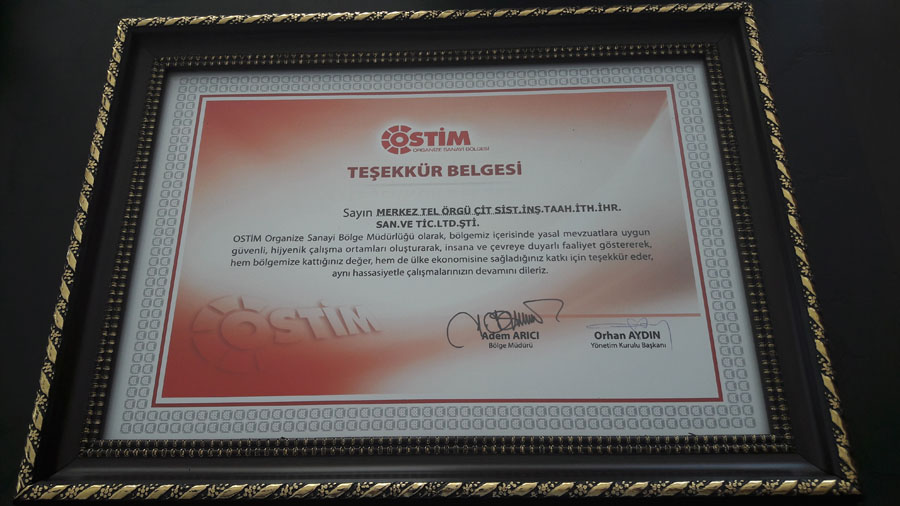 OSTİM
ORGANİZE SANAYİ BÖLGESİ
TEŞEKKÜR BELGESİ
Sayın MERKEZ TEL ÖRGÜ ÇİT SİST.İNŞ.TAAH.İTH.İHR.
SAN.VE TİC.LTD.ŞTİ.
OSTİM Organize Sanayi Bölge Müdürlüğü olarak, bölgemiz içerisinde yasal mevzuatlara uygun
güvenli, hijyenik çalışma ortamları oluşturarak, insana ve çevreye duyarlı faaliyet göstererek,
hem bölgemize kattığınız değer, hem de ülke ekonomisine sağladığınız katkı için teşekkür eder,
aynı hassasiyetle çalışmalarınızın devamını dileriz.
OSTİM
Adem ARICI
Bölge Müdürü
Orhan AYDIN
Yönetim Kurulu Başkanı